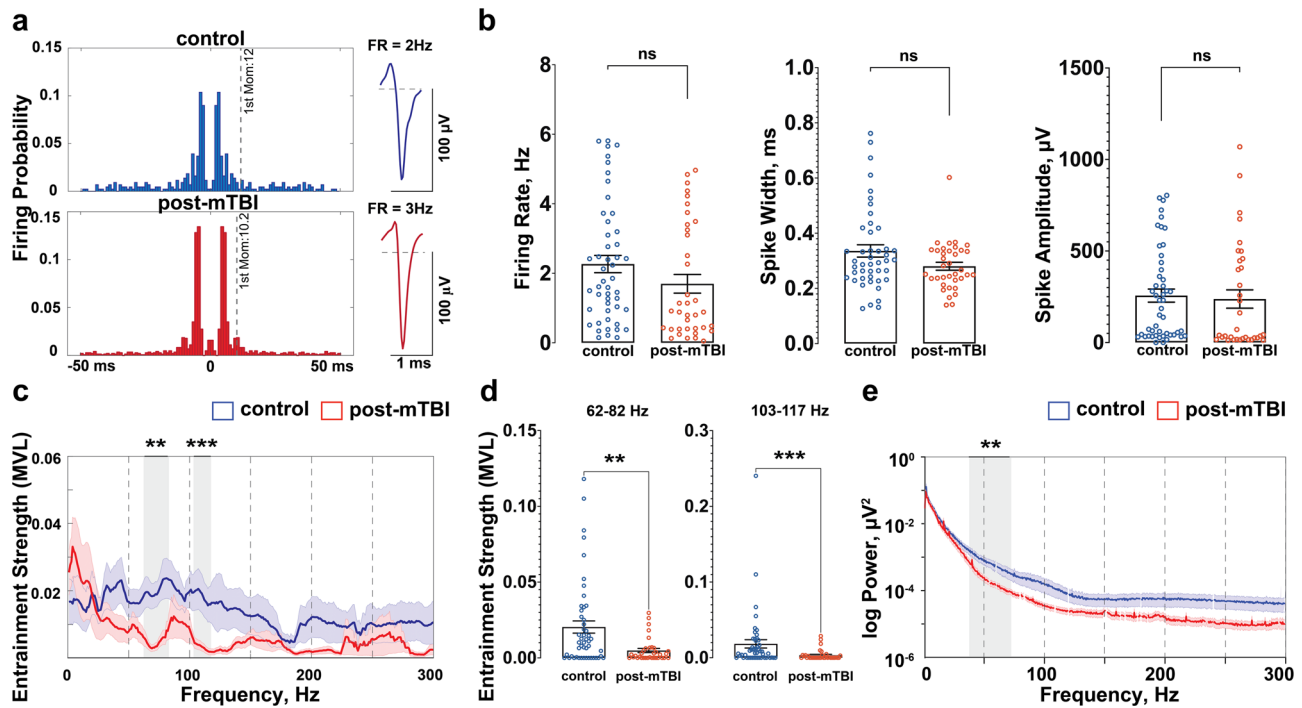 a
control
Firing Probability
0.15
0.1
0.05
0
1st Mom:12
FR = 2Hz
100 µV
post-mTBI
0.15
0.1
0.05
0
1st Mom:10.2
-50 ms
0
50 ms
FR = 3Hz
100 µV
1 ms
b
ns
Firing Rate, Hz
8
6
4
2
0
control
post-mTBI
ns
Spike Width, ms
1.0
0.8
0.6
0.4
0.2
0.0
control
post-mTBI
ns
Spike Amplitude, µV
1500
1000
500
0
control
post-mTBI
c
control
post-mTBI
Entrainment Strength (MVL)
0.06
0.04
0.02
** ***
0
100
200
300
Frequency, Hz
d
Entrainment Strength (MVL)
62-82 Hz
0.15
0.10
0.05
0.00
**
control
post-mTBI
103-117 Hz
0.3
0.2
0.1
0.0
***
control
post-mTBI
e
control
post-mTBI
log Power, µV²
10⁰
10⁻²
10⁻⁴
10⁻⁵
10⁻⁶
**
0
100
200
300
Frequency, Hz